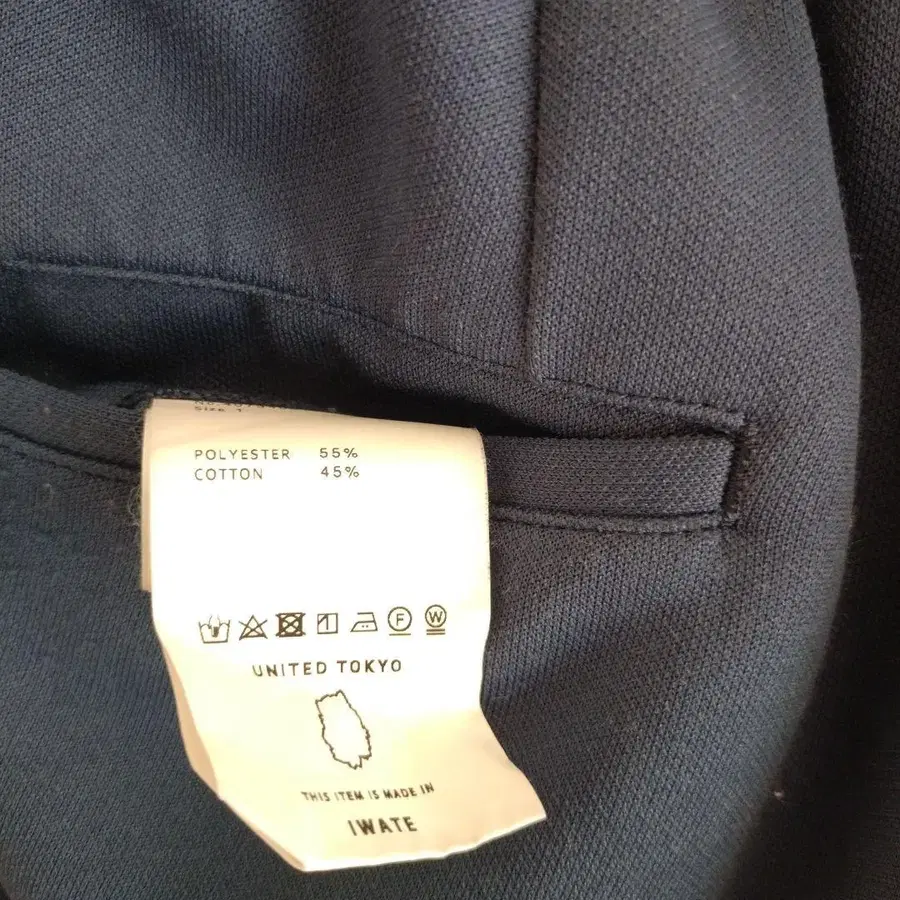 POLYESTER 55%
COTTON 45%
F W
UNITED TOKYO
THIS ITEM IS MADE IN
IWATE